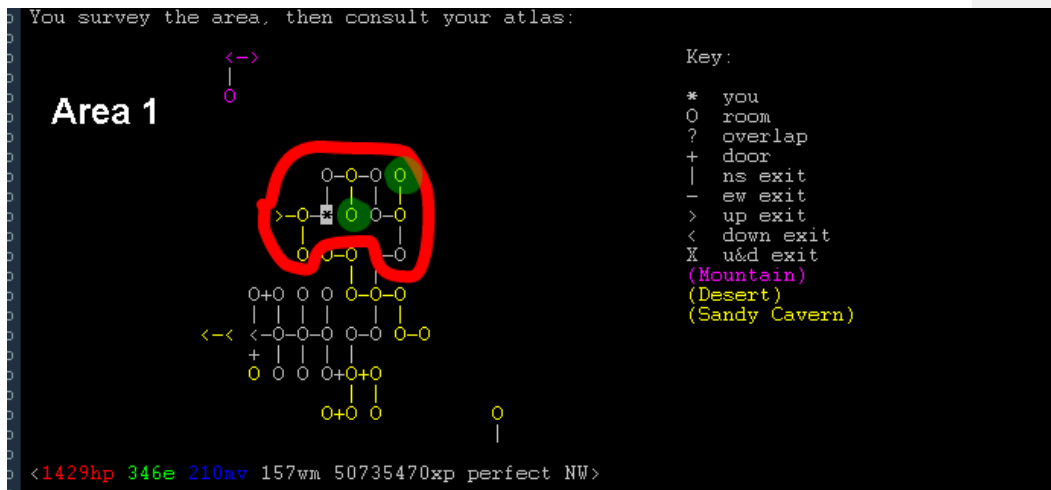 You survey the area, then consult your atlas:
<-> Key:
|
O * you
Area 1 O room
? overlap
+ door
O-O-O O | ns exit
| | | - ew exit
>-O-* O O-O > up exit
| | < down exit
O O-O -O X u&d exit
| | (Mountain)
O+O O O O-O-O (Desert)
| | | | | | (Sandy Cavern)
<-< <-O-O-O O-O O-O
+ | | | |
O O O O+O+O
| |
O+O O O
|
<1429hp 346e 210mv 157wm 50735470xp perfect NW>